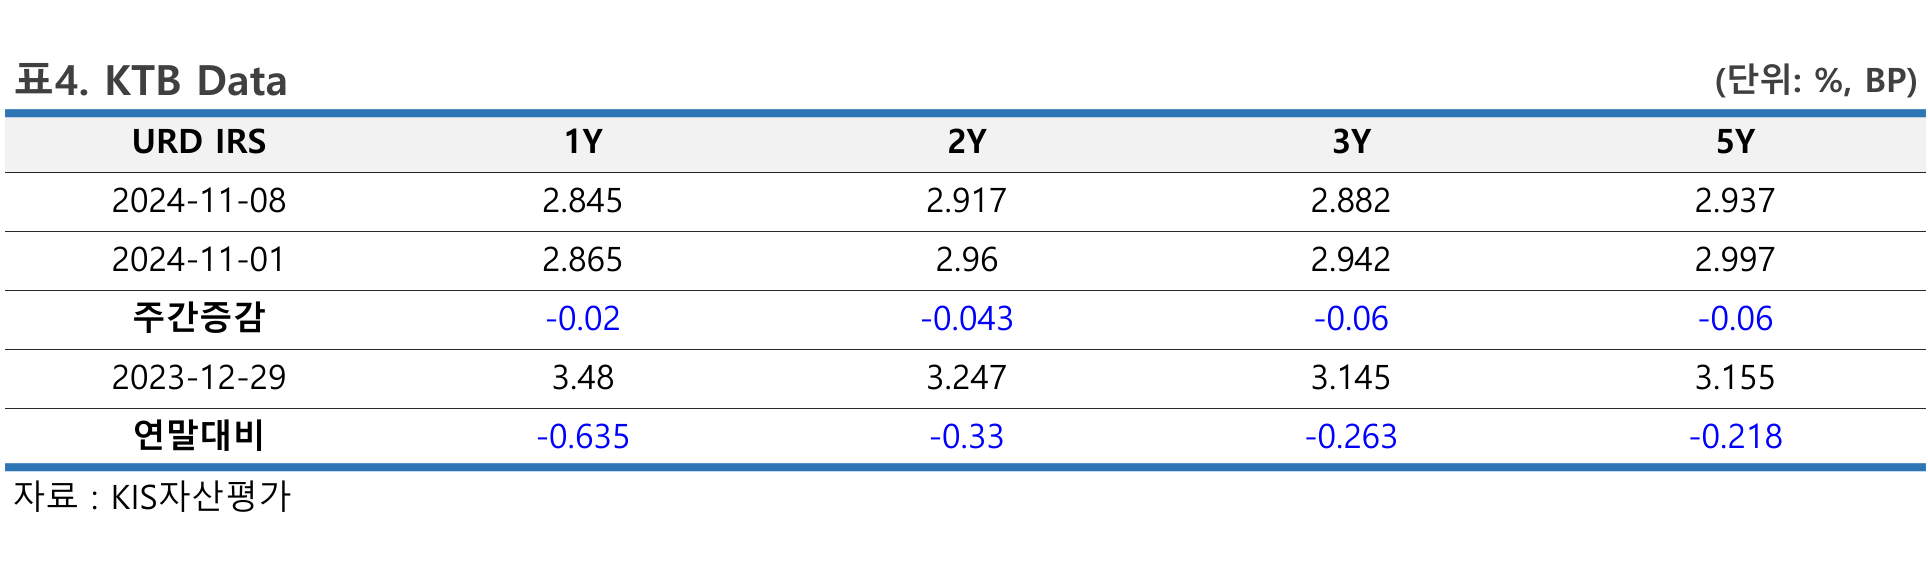 표4. KTB Data (단위: %, BP)
URD IRS 1Y 2Y 3Y 5Y
2024-11-08 2.845 2.917 2.882 2.937
2024-11-01 2.865 2.96 2.942 2.997
주간증감 -0.02 -0.043 -0.06 -0.06
2023-12-29 3.48 3.247 3.145 3.155
연말대비 -0.635 -0.33 -0.263 -0.218
자료 : KIS자산평가